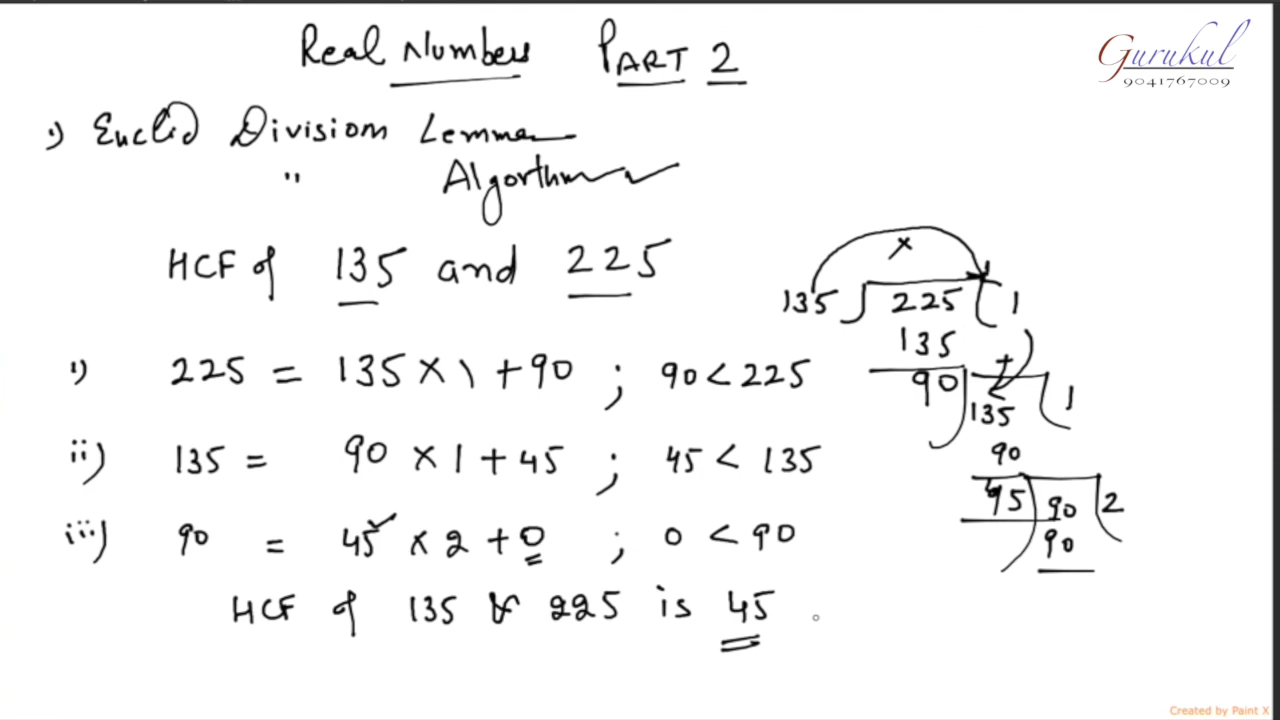 Real Numbers PART 2
Gurukul
9041767009
1) Euclid Division Lemma
" Algorthm
HCF of 135 and 225
135 ) 225 ( 1
135
90 ) 135 ( 1
90
45 ) 90 ( 2
90
i) 225 = 135 × 1 + 90 ; 90 < 225
ii) 135 = 90 × 1 + 45 ; 45 < 135
iii) 90 = 45 × 2 + 0 ; 0 < 90
HCF of 135 & 225 is 45
Created by Paint X